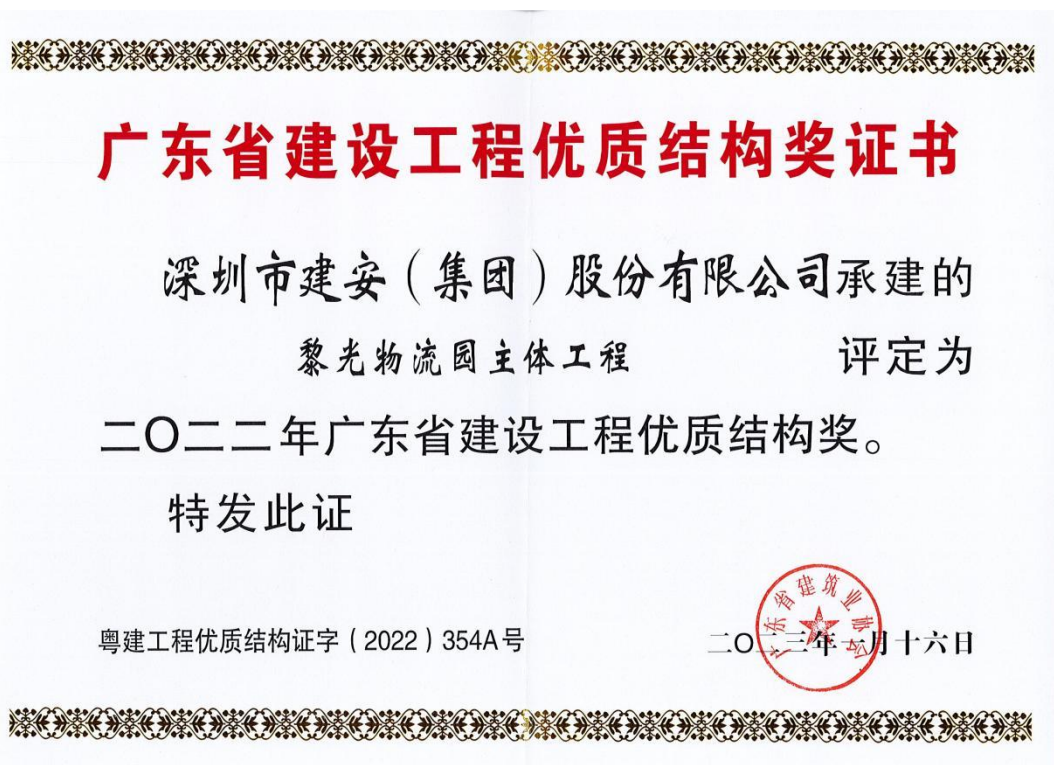 广东省建设工程优质结构奖证书
深圳市建安（集团）股份有限公司承建的
黎光物流园主体工程 评定为
二〇二二年广东省建设工程优质结构奖。
特发此证
粤建工程优质结构证字（2022）354A号
二〇二三年一月十六日
广东省建筑业协会